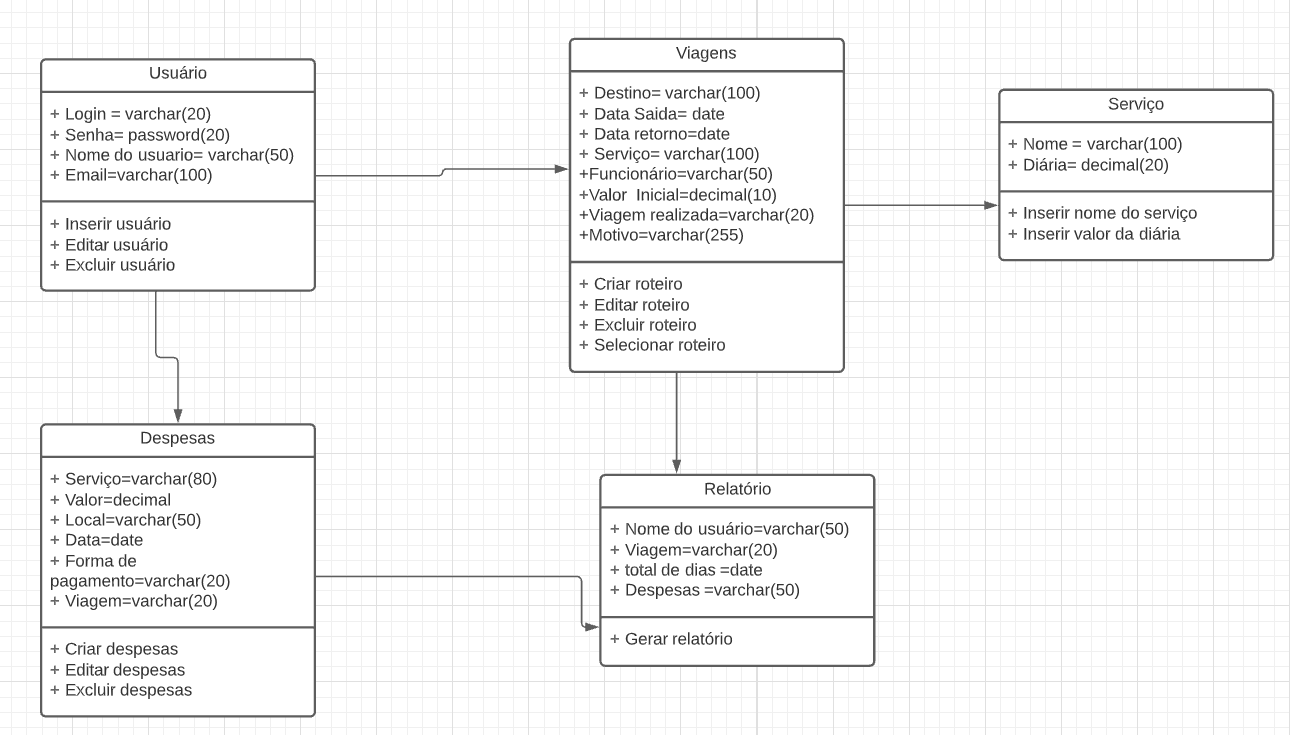 Usuário
+ Login = varchar(20)
+ Senha= password(20)
+ Nome do usuario= varchar(50)
+ Email=varchar(100)
+ Inserir usuário
+ Editar usuário
+ Excluir usuário
Viagens
+ Destino= varchar(100)
+ Data Saida= date
+ Data retorno=date
+ Serviço= varchar(100)
+Funcionário=varchar(50)
+Valor  Inicial=decimal(10)
+Viagem realizada=varchar(20)
+Motivo=varchar(255)
+ Criar roteiro
+ Editar roteiro
+ Excluir roteiro
+ Selecionar roteiro
Serviço
+ Nome = varchar(100)
+ Diária= decimal(20)
+ Inserir nome do serviço
+ Inserir valor da diária
Despesas
+ Serviço=varchar(80)
+ Valor=decimal
+ Local=varchar(50)
+ Data=date
+ Forma de
pagamento=varchar(20)
+ Viagem=varchar(20)
+ Criar despesas
+ Editar despesas
+ Excluir despesas
Relatório
+ Nome do usuário=varchar(50)
+ Viagem=varchar(20)
+ total de dias =date
+ Despesas =varchar(50)
+ Gerar relatório